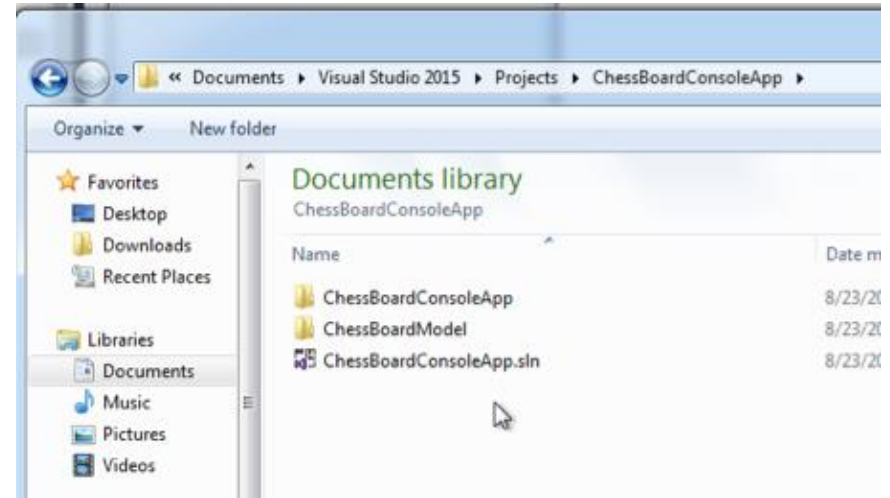 « Documents ▸ Visual Studio 2015 ▸ Projects ▸ ChessBoardConsoleApp ▸
Organize ▾ New folder
Favorites
Desktop
Downloads
Recent Places
Libraries
Documents
Music
Pictures
Videos
Documents library
ChessBoardConsoleApp
Name Date m
ChessBoardConsoleApp 8/23/20
ChessBoardModel 8/23/20
ChessBoardConsoleApp.sln 8/23/20